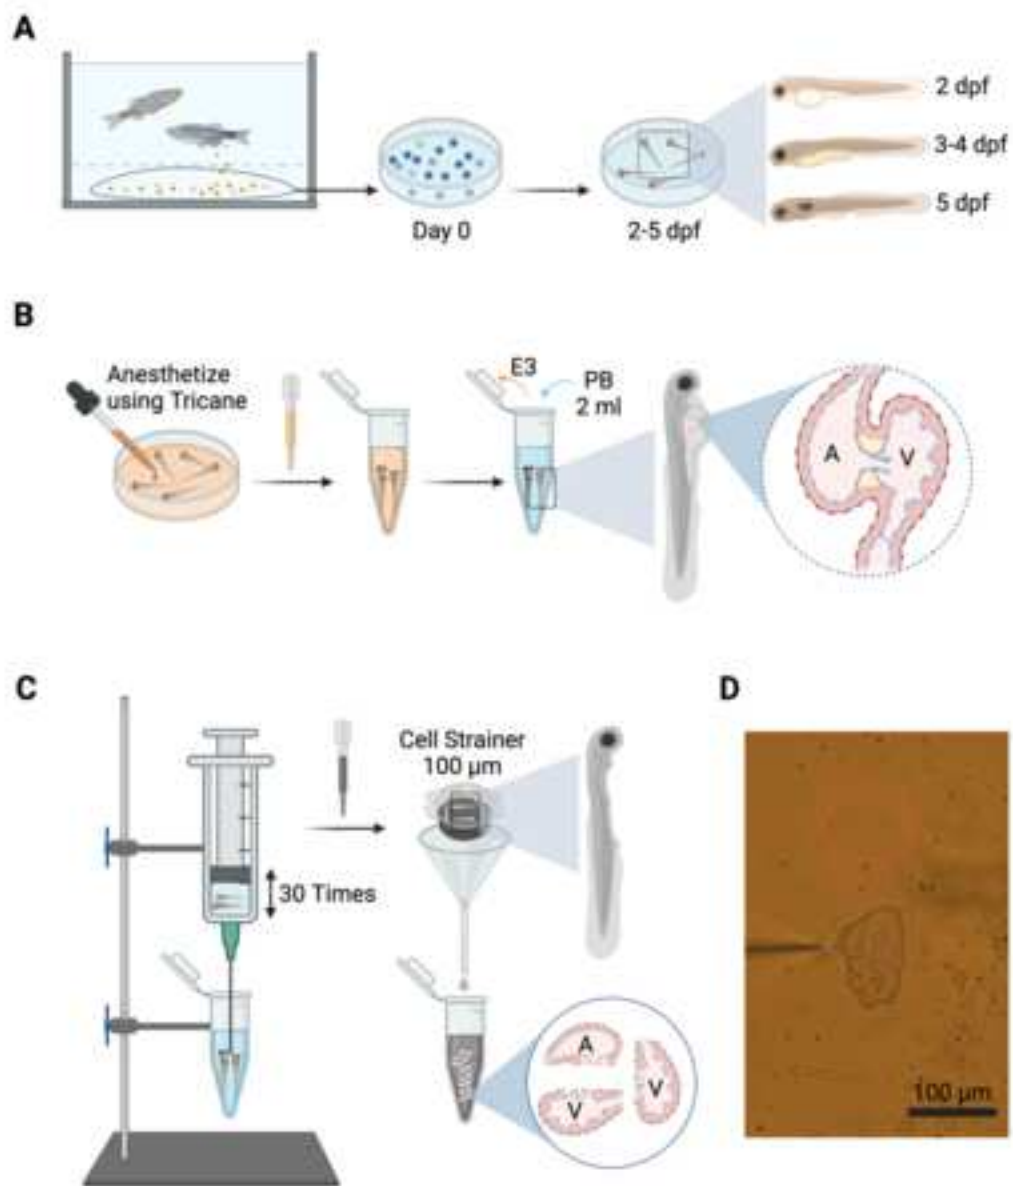 A
2 dpf
3-4 dpf
5 dpf
Day 0
2-5 dpf
B
Anesthetize
using Tricane
E3
PB
2 ml
A
V
C
D
Cell Strainer
100 µm
30 Times
A
V
V
100 µm